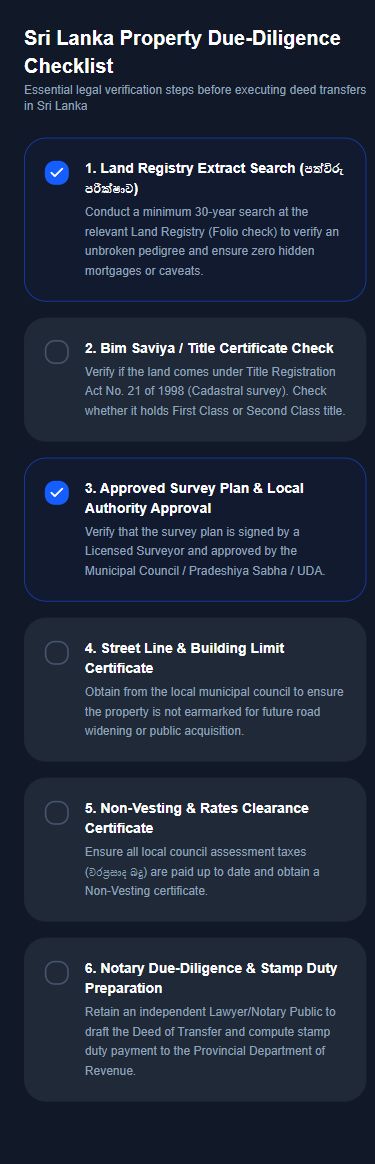 Sri Lanka Property Due-Diligence
Checklist
Essential legal verification steps before executing deed transfers
in Sri Lanka
1. Land Registry Extract Search (පත්විරු
පරීක්ෂාව)
Conduct a minimum 30-year search at the
relevant Land Registry (Folio check) to verify an
unbroken pedigree and ensure zero hidden
mortgages or caveats.
2. Bim Saviya / Title Certificate Check
Verify if the land comes under Title Registration
Act No. 21 of 1998 (Cadastral survey). Check
whether it holds First Class or Second Class title.
3. Approved Survey Plan & Local
Authority Approval
Verify that the survey plan is signed by a
Licensed Surveyor and approved by the
Municipal Council / Pradeshiya Sabha / UDA.
4. Street Line & Building Limit
Certificate
Obtain from the local municipal council to ensure
the property is not earmarked for future road
widening or public acquisition.
5. Non-Vesting & Rates Clearance
Certificate
Ensure all local council assessment taxes
(වරප්‍රසාද බදු) are paid up to date and obtain a
Non-Vesting certificate.
6. Notary Due-Diligence & Stamp Duty
Preparation
Retain an independent Lawyer/Notary Public to
draft the Deed of Transfer and compute stamp
duty payment to the Provincial Department of
Revenue.